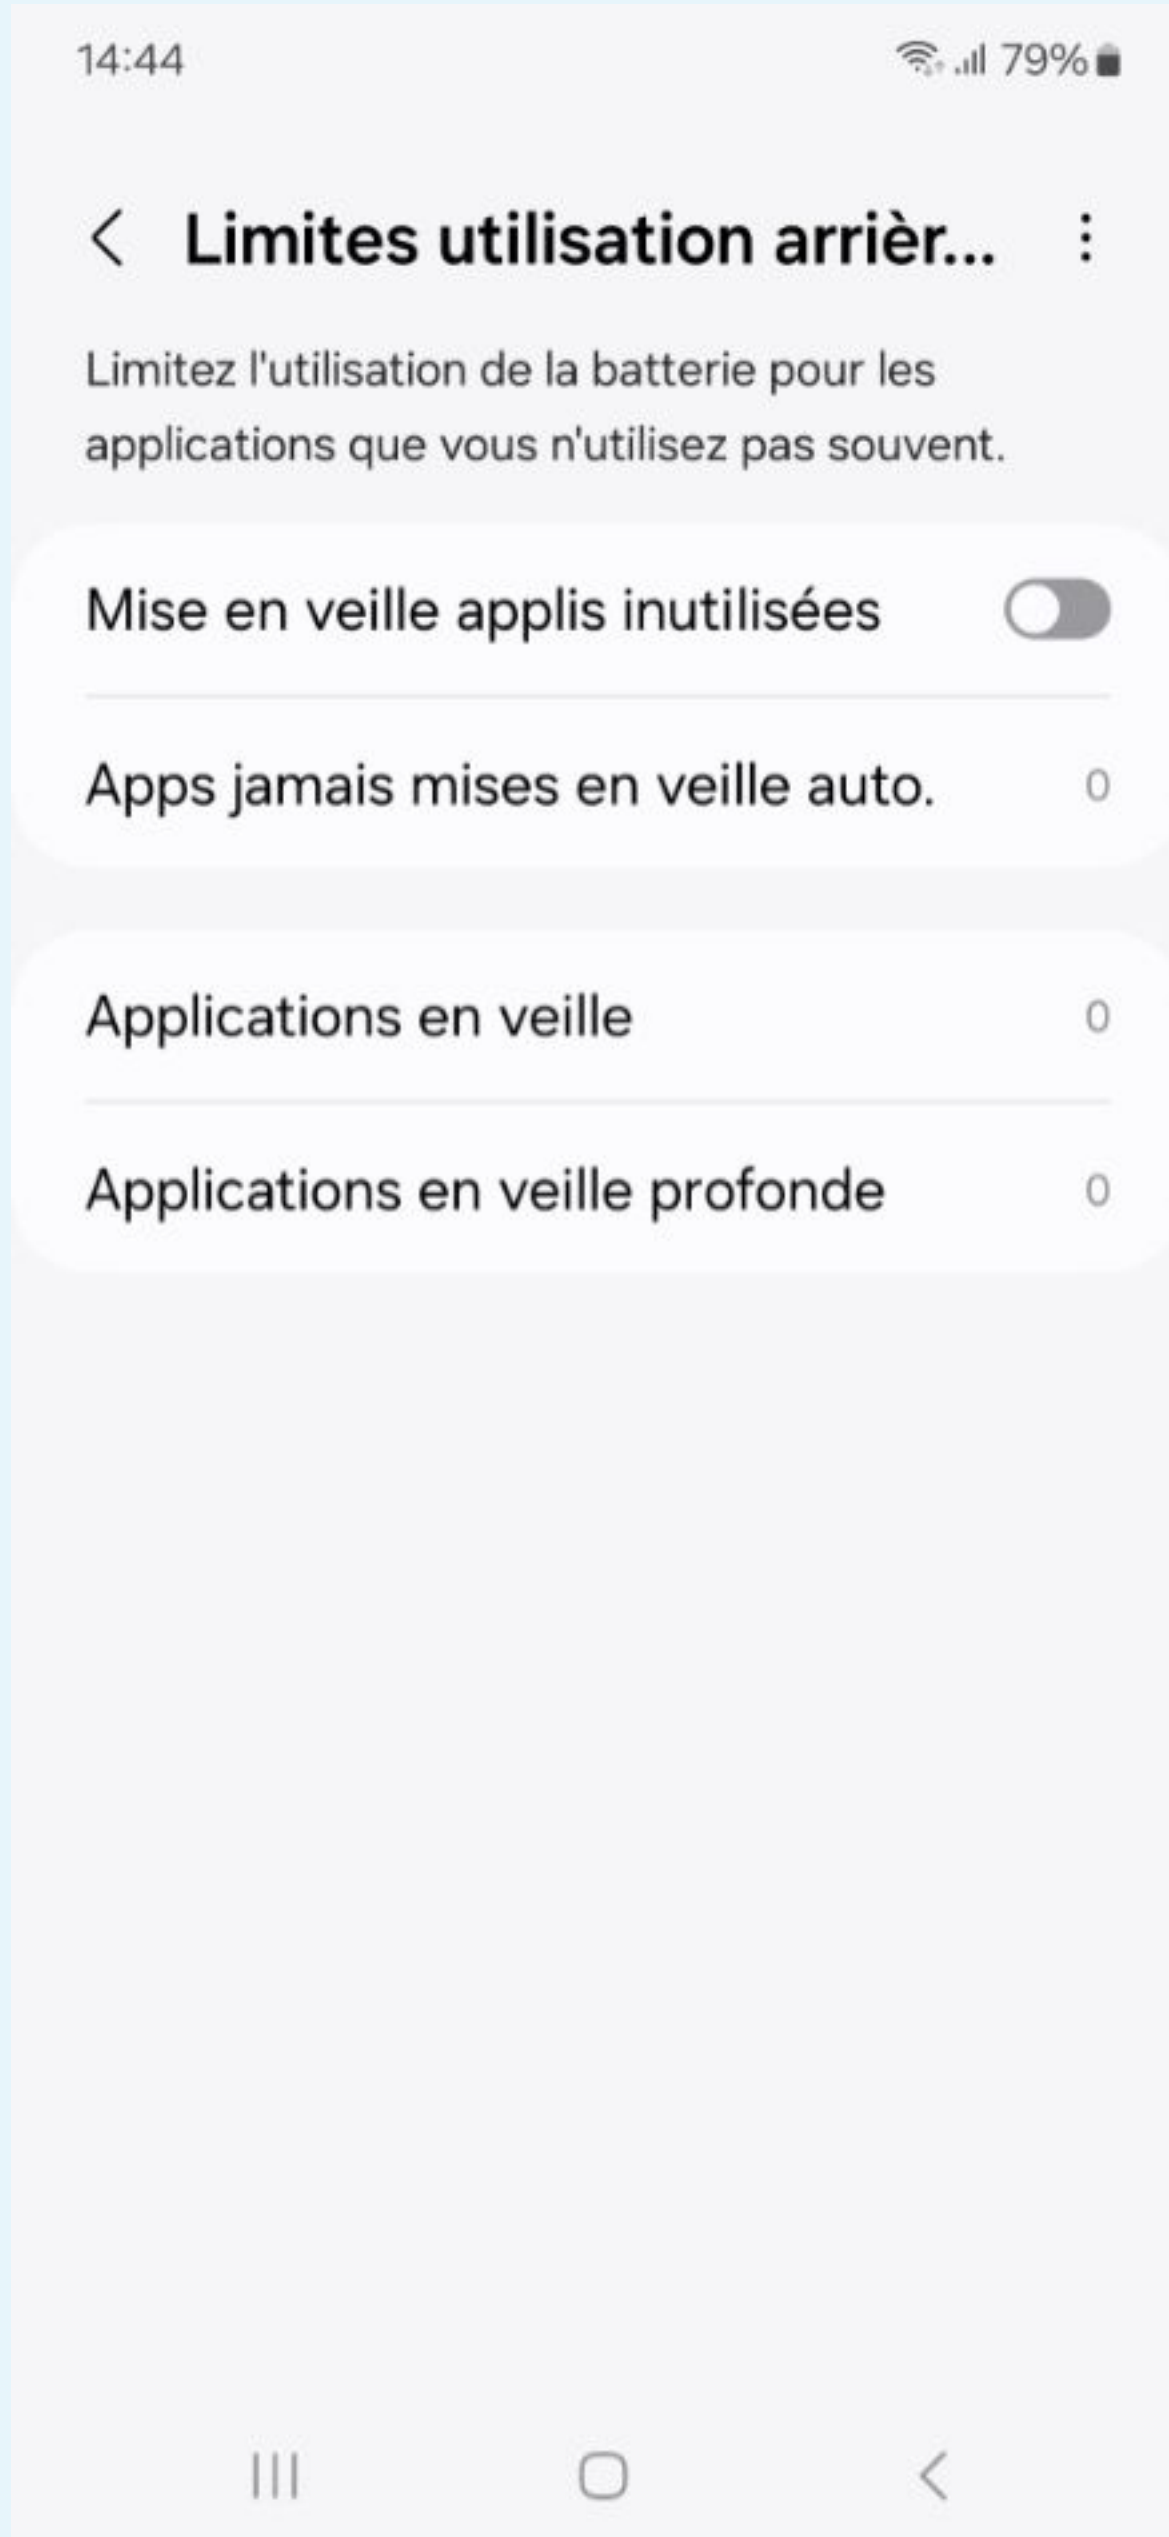 14:44 79%
Limites utilisation arrièr...
Limitez l'utilisation de la batterie pour les
applications que vous n'utilisez pas souvent.
Mise en veille applis inutilisées
Apps jamais mises en veille auto. 0
Applications en veille 0
Applications en veille profonde 0